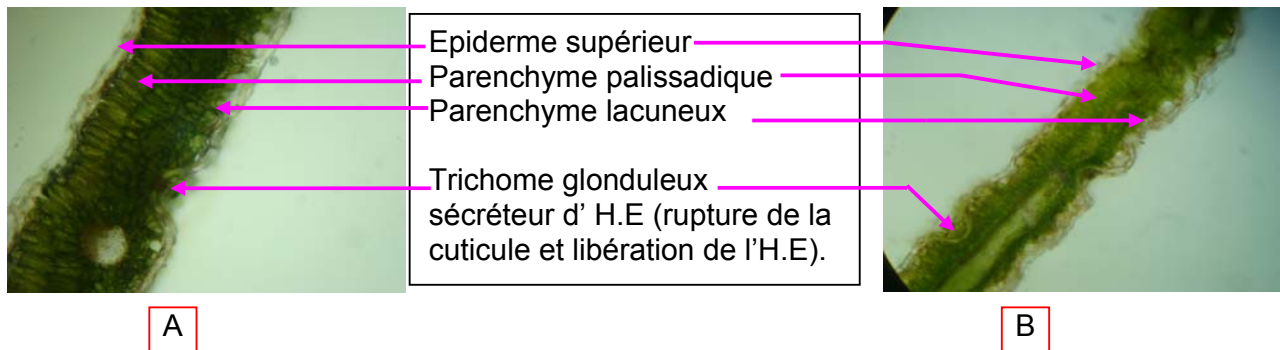 Epiderme supérieur
Parenchyme palissadique
Parenchyme lacuneux
Trichome glonduleux
sécréteur d' H.E (rupture de la
cuticule et libération de l'H.E).
A
B